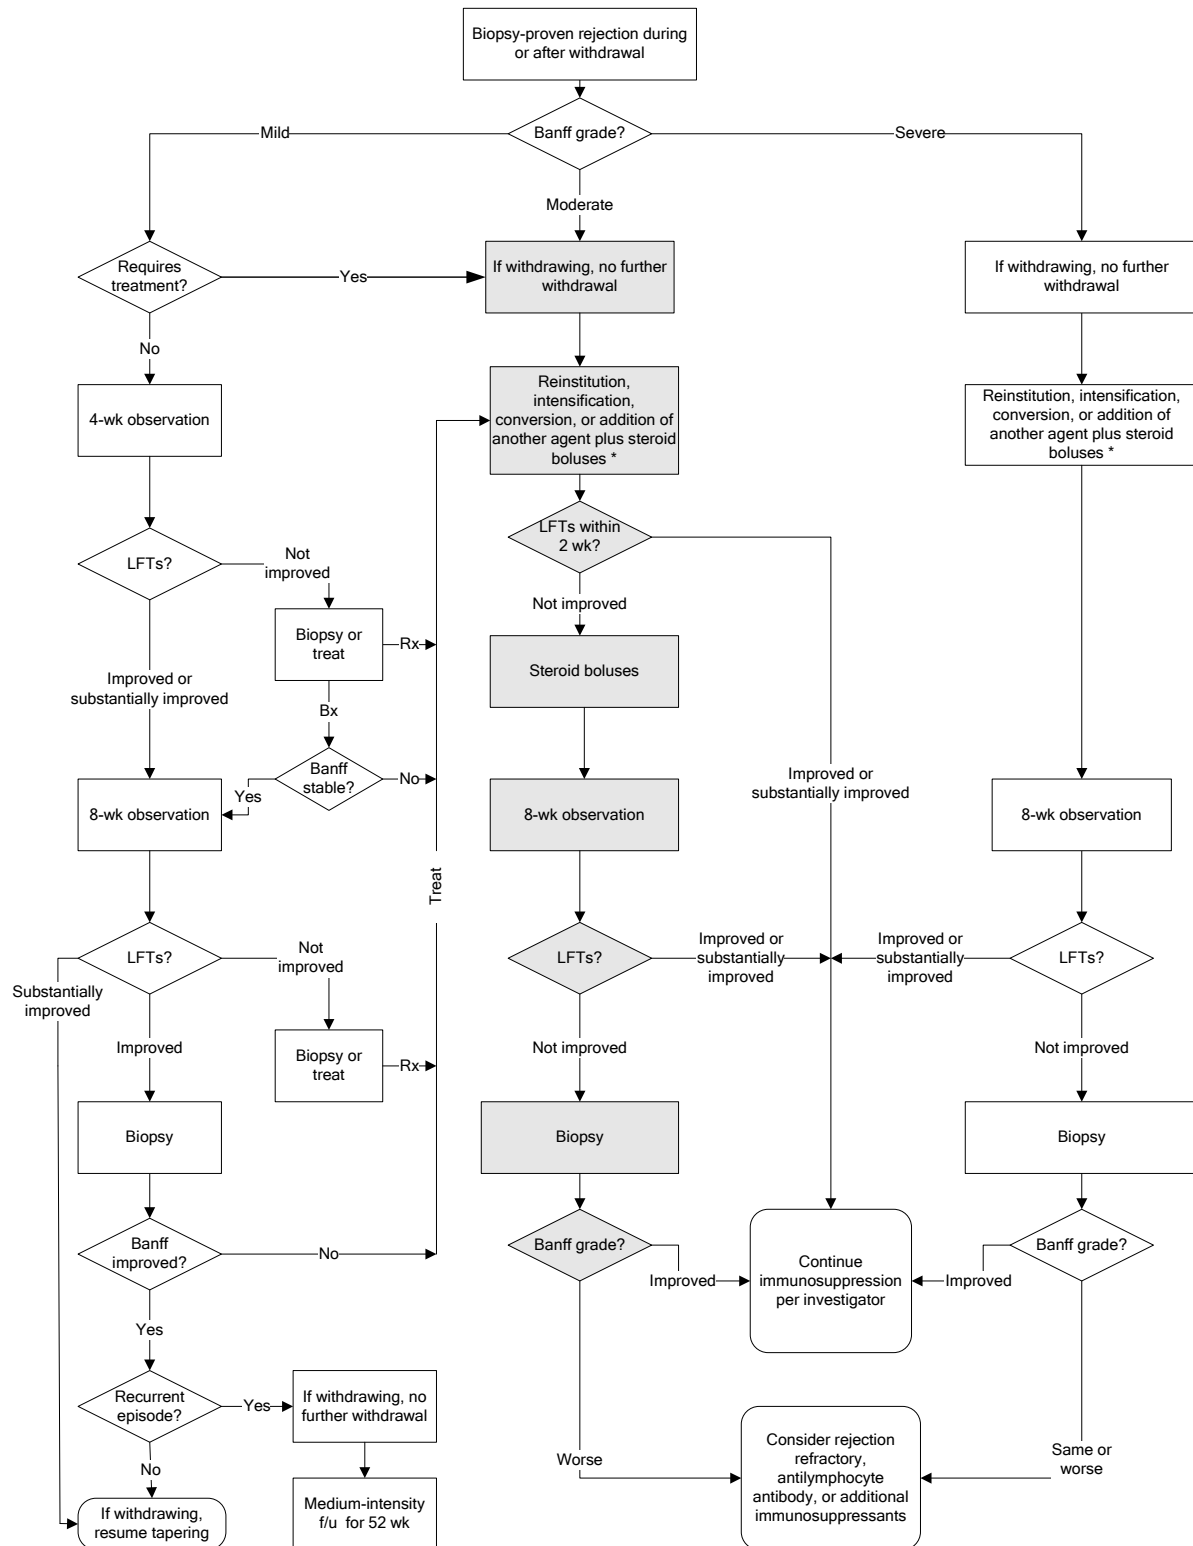 Biopsy-proven rejection during
or after withdrawal
Banff grade?
Mild
Severe
Moderate
Requires
treatment?
Yes
If withdrawing, no further
withdrawal
If withdrawing, no further
withdrawal
No
4-wk observation
Reinstitution,
intensification,
conversion, or addition of
another agent plus steroid
boluses *
Reinstitution, intensification,
conversion, or addition of
another agent plus steroid
boluses *
LFTs?
Not
improved
LFTs within
2 wk?
Not improved
Biopsy or
treat
Rx
Steroid boluses
Improved or
substantially improved
Bx
Banff
stable?
No
Yes
8-wk observation
8-wk observation
Improved or
substantially improved
8-wk observation
Treat
LFTs?
Not
improved
Substantially
improved
LFTs?
Improved or
substantially
improved
Improved or
substantially
improved
LFTs?
Improved
Biopsy or
treat
Rx
Not improved
Not improved
Biopsy
Biopsy
Biopsy
Banff
improved?
No
Banff grade?
Improved
Continue
immunosuppression
per investigator
Improved
Banff grade?
Yes
Recurrent
episode?
Yes
If withdrawing, no
further withdrawal
No
If withdrawing,
resume tapering
Medium-intensity
f/u for 52 wk
Worse
Consider rejection
refractory,
antilymphocyte
antibody, or additional
immunosuppressants
Same or
worse